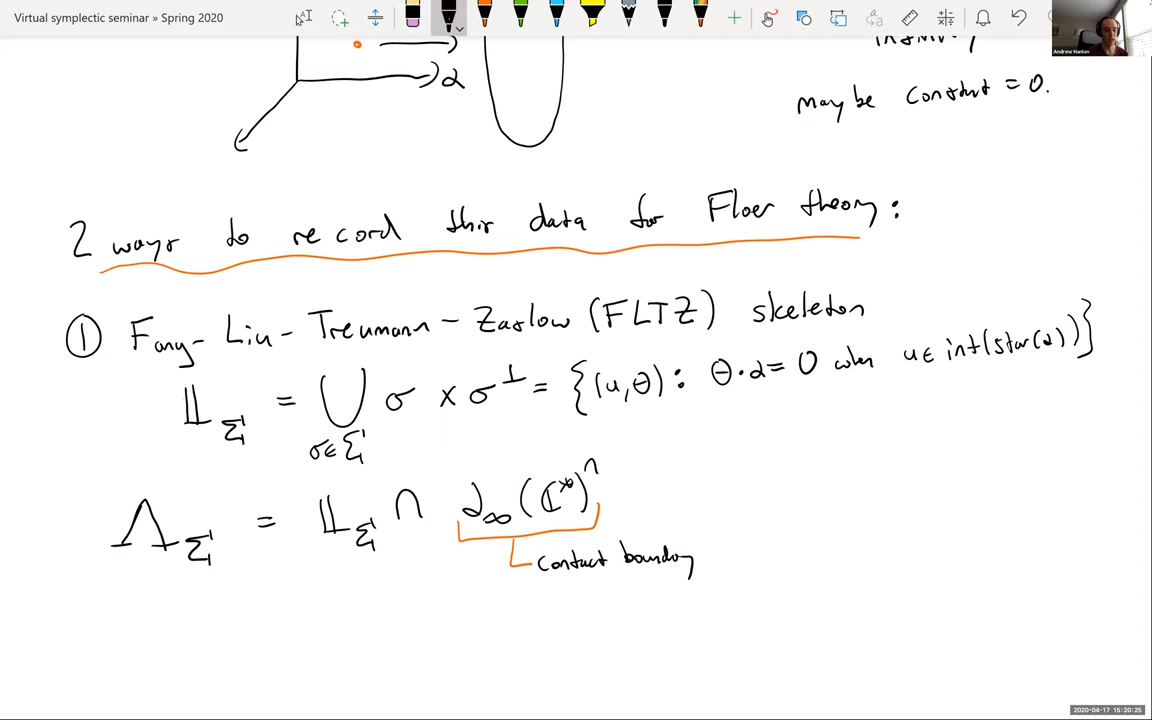 Virtual symplectic seminar » Spring 2020
Andrew Hanlon
α
may be constant = 0.
2 ways to record this data for Floer theory:
① Fang-Liu-Treumann-Zaslow (FLTZ) skeleton
𝕃_Σ = ⋃_{σ∈Σ} σ × σ^⊥ = {(u,θ): θ·α = 0 when u ∈ int(star(α))}
Λ_Σ = 𝕃_Σ ∩ ∂_∞(ℂ*)^n
contact boundary
2020-04-17 15:20:25